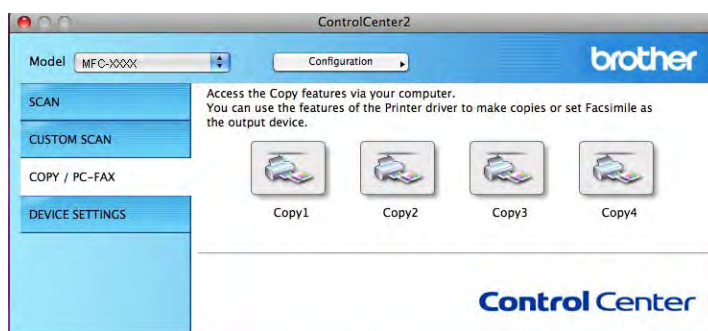 ControlCenter2
Model MFC-XXXX Configuration brother
SCAN
CUSTOM SCAN
COPY / PC-FAX
DEVICE SETTINGS
Access the Copy features via your computer.
You can use the features of the Printer driver to make copies or set Facsimile as
the output device.
Copy1 Copy2 Copy3 Copy4
Control Center